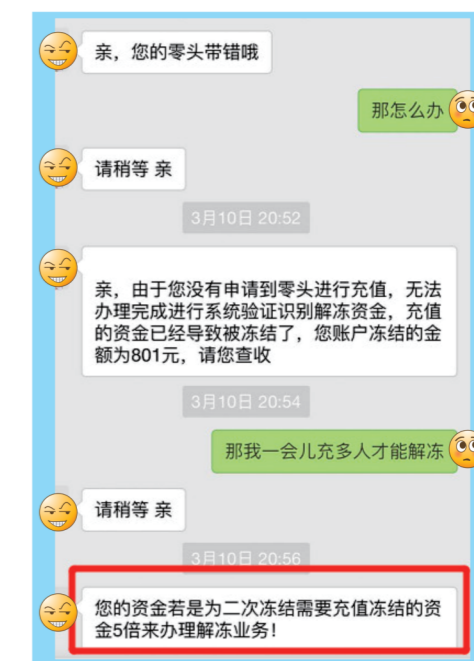 亲，您的零头带错哦
那怎么办
请稍等 亲
3月10日 20:52
亲，由于您没有申请到零头进行充值，无法
办理完成进行系统验证识别解冻资金，充值
的资金已经导致被冻结了，您账户冻结的金
额为801元，请您查收
3月10日 20:54
那我一会儿充多人才能解冻
请稍等 亲
3月10日 20:56
您的资金若是为二次冻结需要充值冻结的资
金5倍来办理解冻业务！